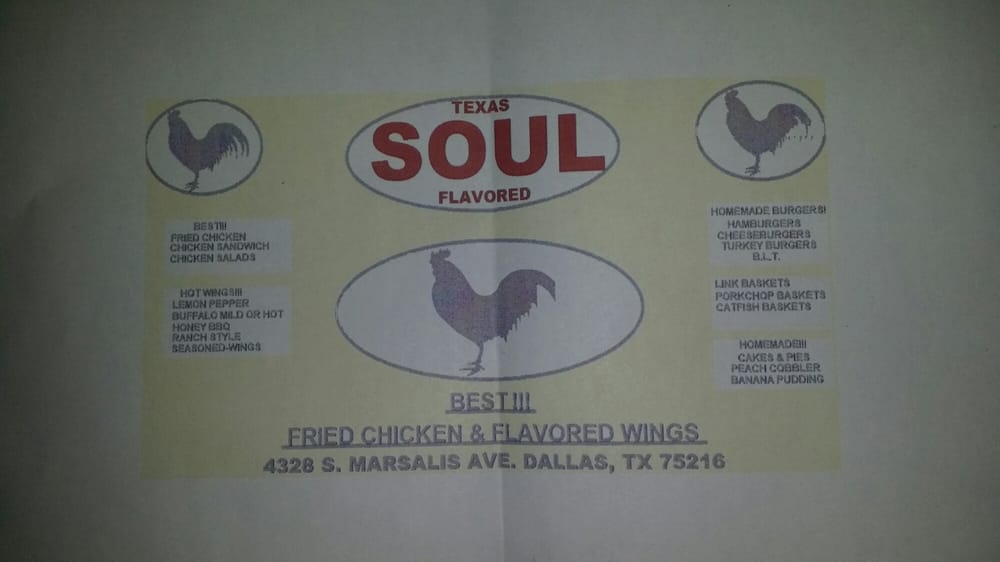 TEXAS
SOUL
FLAVORED
BEST!!!
FRIED CHICKEN
CHICKEN SANDWICH
CHICKEN SALADS
HOT WINGS!!!
LEMON PEPPER
BUFFALO MILD OR HOT
HONEY BBQ
RANCH STYLE
SEASONED-WINGS
HOMEMADE BURGERS!
HAMBURGERS
CHEESEBURGERS
TURKEY BURGERS
B.L.T.
LINK BASKETS
PORKCHOP BASKETS
CATFISH BASKETS
HOMEMADE!!!
CAKES & PIES
PEACH COBBLER
BANANA PUDDING
BEST!!!
FRIED CHICKEN & FLAVORED WINGS
4328 S. MARSALIS AVE. DALLAS, TX 75216